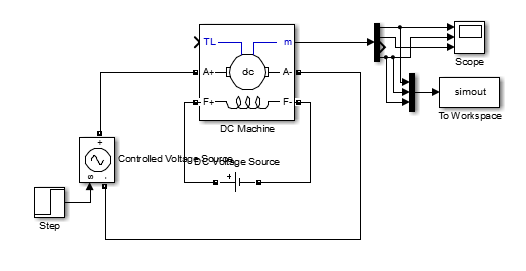 TL
m
A+
dc
A-
F+
F-
DC Machine
Scope
simout
To Workspace
+
Controlled Voltage Source
s
-
DC Voltage Source
+
Step